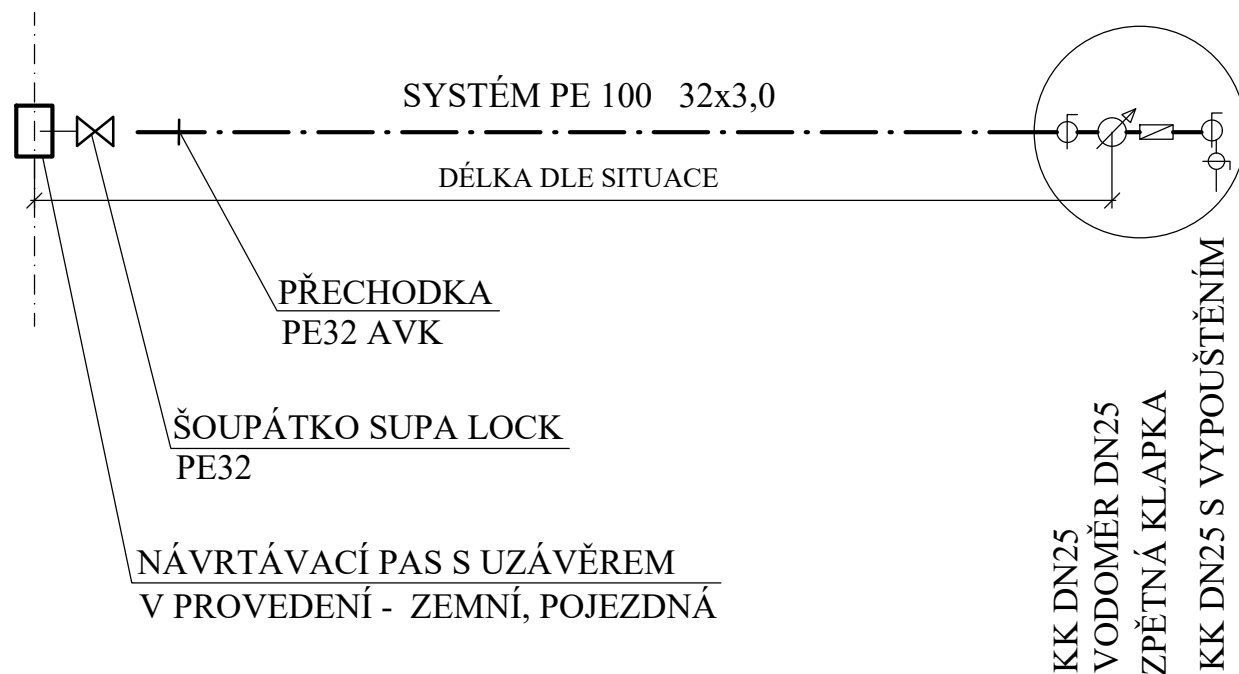 SYSTÉM PE 100 32x3,0
DÉLKA DLE SITUACE
PŘECHODKA
PE32 AVK
ŠOUPÁTKO SUPA LOCK
PE32
NÁVRTÁVACÍ PAS S UZÁVĚREM
V PROVEDENÍ - ZEMNÍ, POJEZDNÁ
KK DN25
VODOMĚR DN25
ZPĚTNÁ KLAPKA
KK DN25 S VYPOUŠTĚNÍM